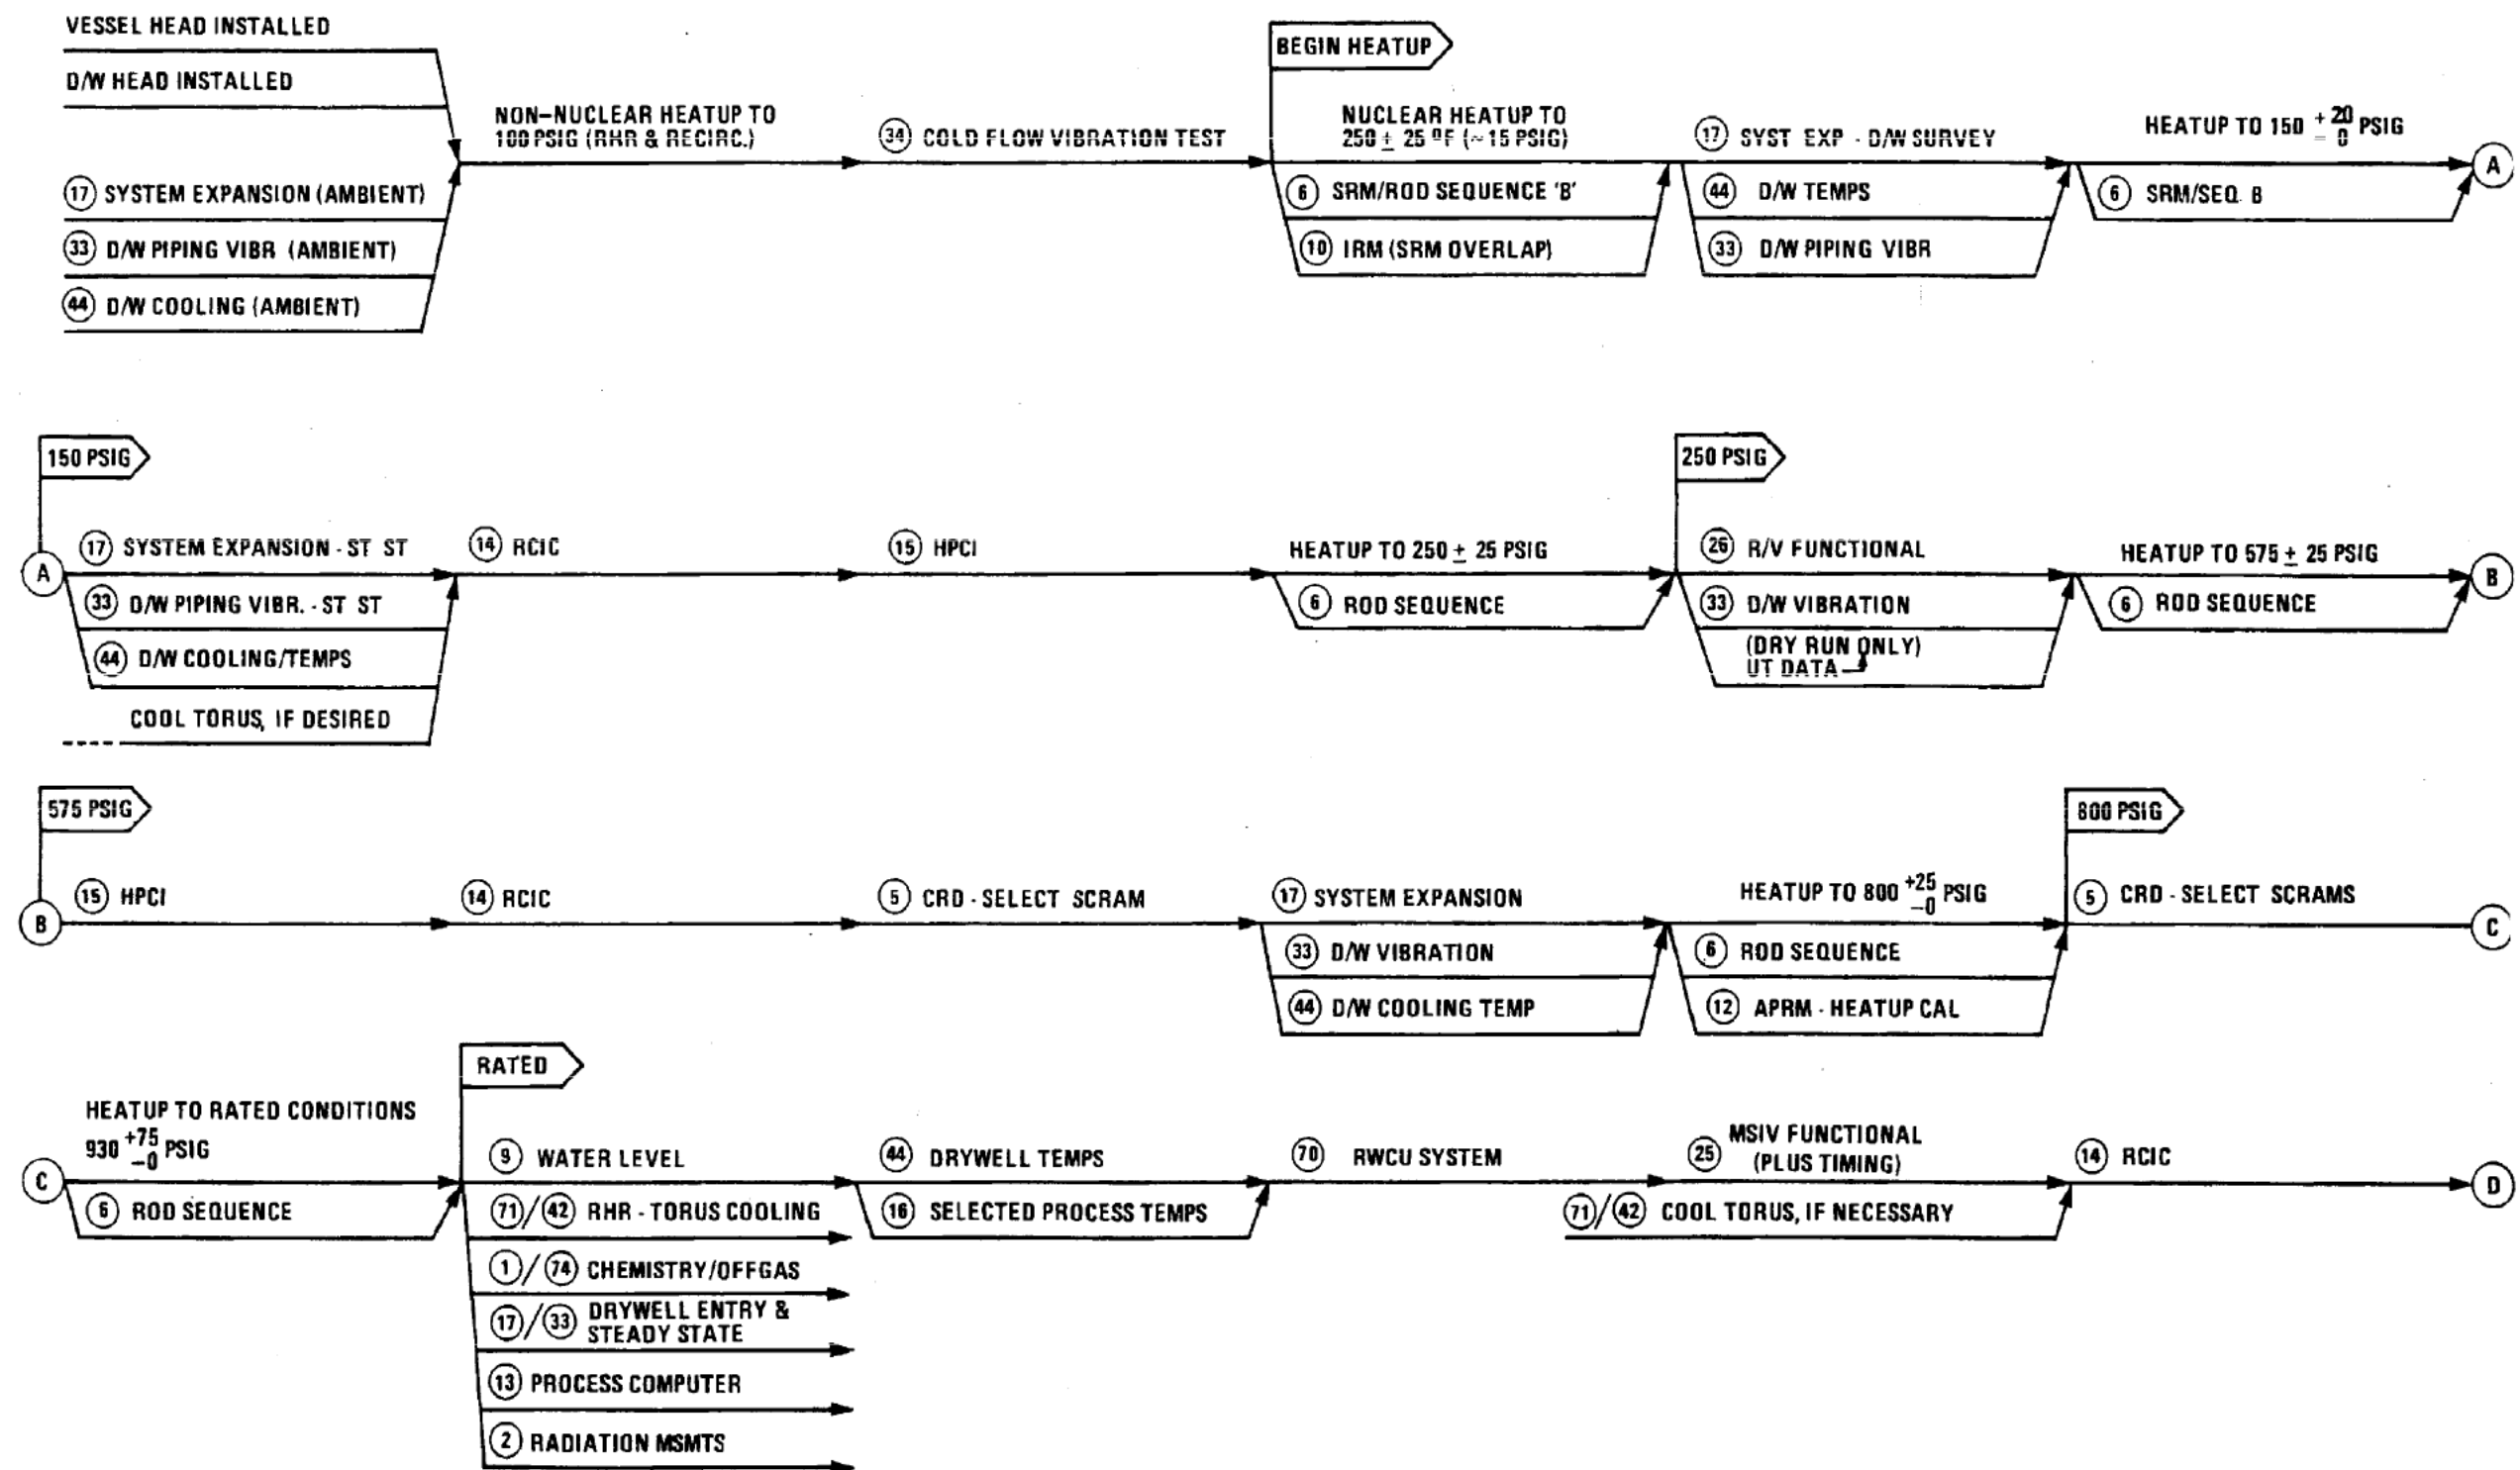 VESSEL HEAD INSTALLED
D/W HEAD INSTALLED
17 SYSTEM EXPANSION (AMBIENT)
33 D/W PIPING VIBR (AMBIENT)
44 D/W COOLING (AMBIENT)
NON-NUCLEAR HEATUP TO
100 PSIG (RHR & RECIRC.)
34 COLD FLOW VIBRATION TEST
BEGIN HEATUP
NUCLEAR HEATUP TO
250 ± 25 ºF (~15 PSIG)
6 SRM/ROD SEQUENCE 'B'
10 IRM (SRM OVERLAP)
17 SYST EXP - D/W SURVEY
44 D/W TEMPS
33 D/W PIPING VIBR
HEATUP TO 150 +20 -0 PSIG
6 SRM/SEQ. B
A
150 PSIG
A
17 SYSTEM EXPANSION - ST ST
33 D/W PIPING VIBR. - ST ST
44 D/W COOLING/TEMPS
COOL TORUS, IF DESIRED
14 RCIC
15 HPCI
HEATUP TO 250 ± 25 PSIG
6 ROD SEQUENCE
250 PSIG
26 R/V FUNCTIONAL
33 D/W VIBRATION
(DRY RUN ONLY)
UT DATA
HEATUP TO 575 ± 25 PSIG
6 ROD SEQUENCE
B
575 PSIG
B
15 HPCI
14 RCIC
5 CRD - SELECT SCRAM
17 SYSTEM EXPANSION
33 D/W VIBRATION
44 D/W COOLING TEMP
HEATUP TO 800 +25 -0 PSIG
6 ROD SEQUENCE
12 APRM - HEATUP CAL
800 PSIG
5 CRD - SELECT SCRAMS
C
HEATUP TO RATED CONDITIONS
930 +75 -0 PSIG
C
6 ROD SEQUENCE
RATED
9 WATER LEVEL
71/42 RHR - TORUS COOLING
1/74 CHEMISTRY/OFFGAS
17/33 DRYWELL ENTRY &
STEADY STATE
13 PROCESS COMPUTER
2 RADIATION MSMTS
44 DRYWELL TEMPS
16 SELECTED PROCESS TEMPS
70 RWCU SYSTEM
25 MSIV FUNCTIONAL
(PLUS TIMING)
71/42 COOL TORUS, IF NECESSARY
14 RCIC
D